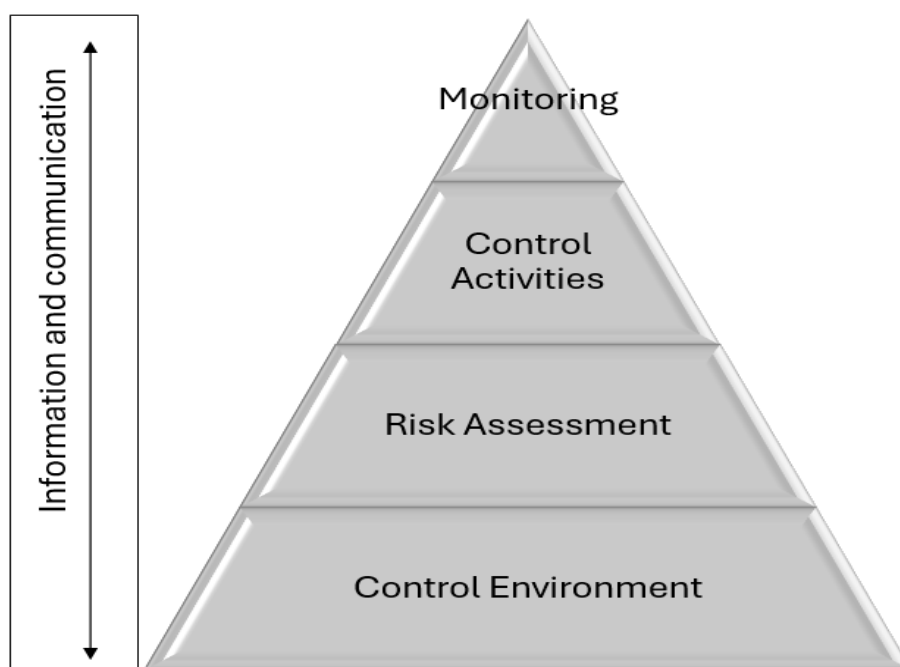 Information and communication
Monitoring
Control
Activities
Risk Assessment
Control Environment